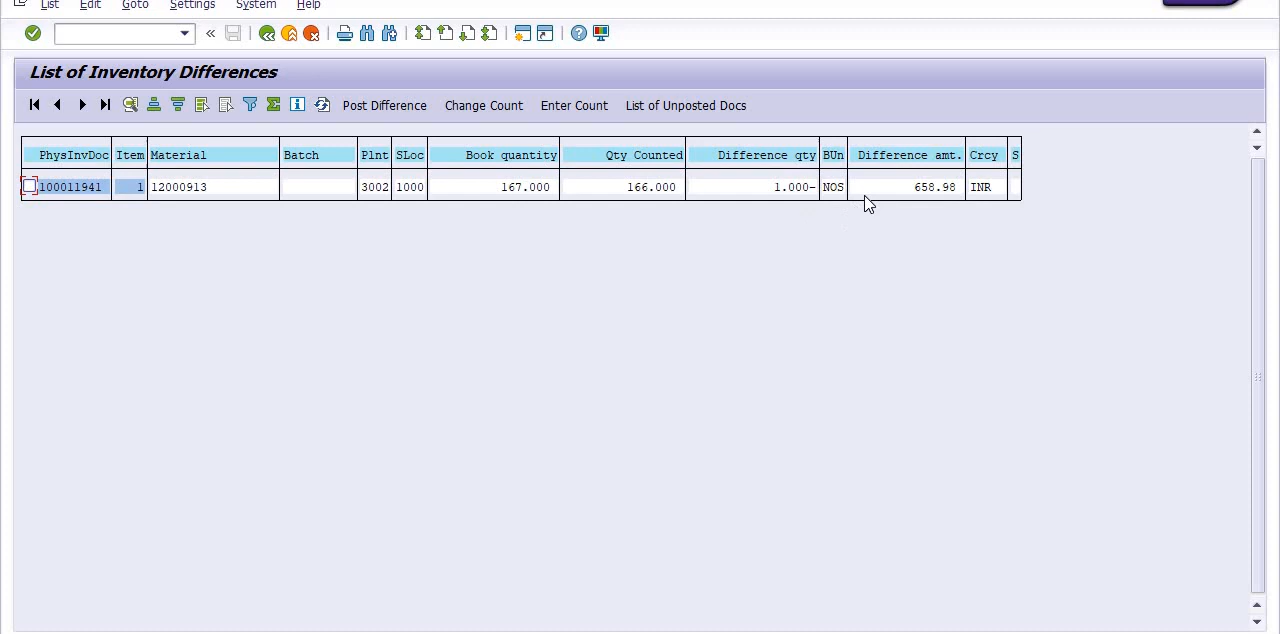 List Edit Goto Settings System Help
List of Inventory Differences
Post Difference Change Count Enter Count List of Unposted Docs
PhysInvDoc Item Material Batch Plnt SLoc Book quantity Qty Counted Difference qty BUn Difference amt. Crcy S
100011941 1 12000913 3002 1000 167.000 166.000 1.000- NOS 658.98 INR